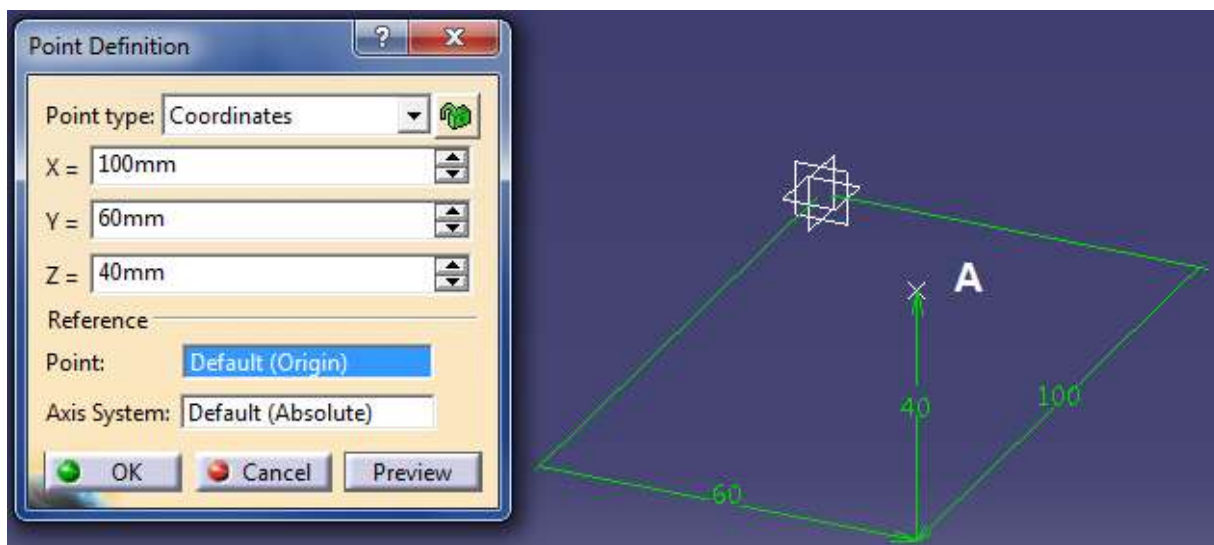 Point Definition
?
X
Point type: Coordinates
X = 100mm
Y = 60mm
Z = 40mm
Reference
Point: Default (Origin)
Axis System: Default (Absolute)
OK Cancel Preview
A
40
100
60